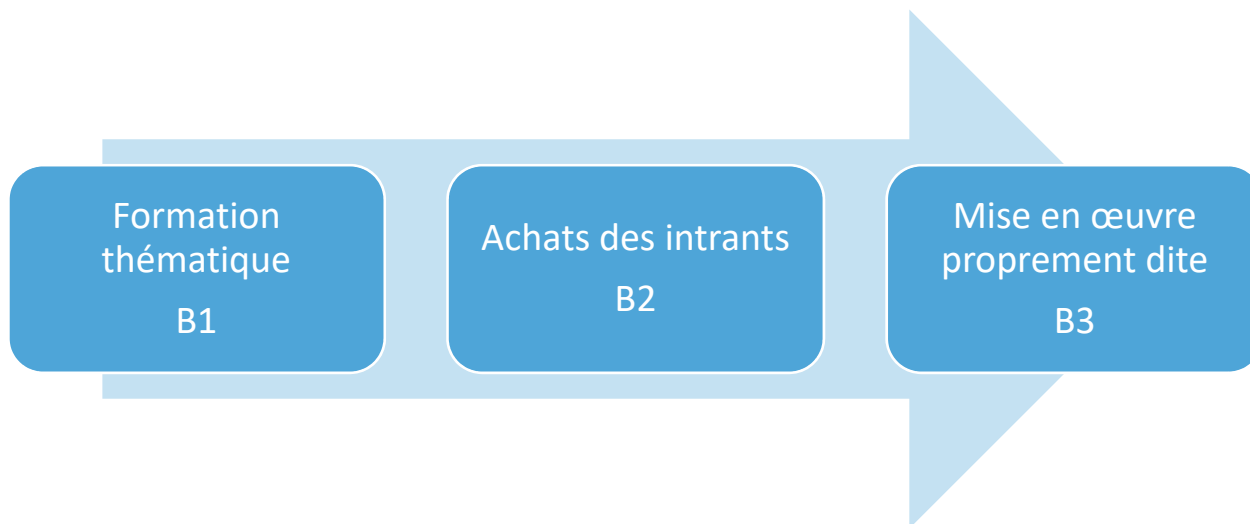 Formation
thématique
B1
Achats des intrants
B2
Mise en œuvre
proprement dite
B3